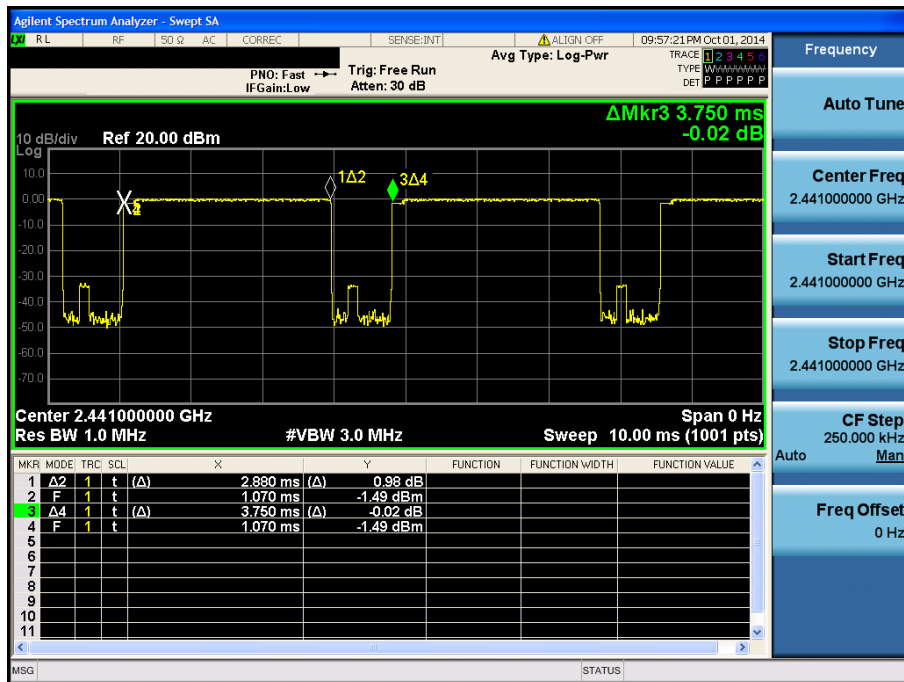 Agilent Spectrum Analyzer - Swept SA
LXI RL RF 50 Ω AC CORREC SENSE:INT ALIGN OFF 09:57:21 PM Oct 01, 2014
Avg Type: Log-Pwr TRACE 1 2 3 4 5 6
PNO: Fast Trig: Free Run TYPE WWWWWW
IFGain:Low Atten: 30 dB DET P P P P P P
ΔMkr3 3.750 ms
-0.02 dB
10 dB/div Ref 20.00 dBm
Log
10.0
0.00
-10.0
-20.0
-30.0
-40.0
-50.0
-60.0
-70.0
1Δ2
3Δ4
Center 2.441000000 GHz Span 0 Hz
Res BW 1.0 MHz #VBW 3.0 MHz Sweep 10.00 ms (1001 pts)
MKR MODE TRC SCL X Y FUNCTION FUNCTION WIDTH FUNCTION VALUE
1 Δ2 1 t (Δ) 2.880 ms (Δ) 0.98 dB
2 F 1 t 1.070 ms -1.49 dBm
3 Δ4 1 t (Δ) 3.750 ms (Δ) -0.02 dB
4 F 1 t 1.070 ms -1.49 dBm
5
6
7
8
9
10
11
MSG STATUS
Frequency
Auto Tune
Center Freq
2.441000000 GHz
Start Freq
2.441000000 GHz
Stop Freq
2.441000000 GHz
CF Step
250.000 kHz
Auto Man
Freq Offset
0 Hz